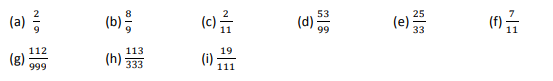 (a) 2/9 (b) 8/9 (c) 2/11 (d) 53/99 (e) 25/33 (f) 7/11
(g) 112/999 (h) 113/333 (i) 19/111